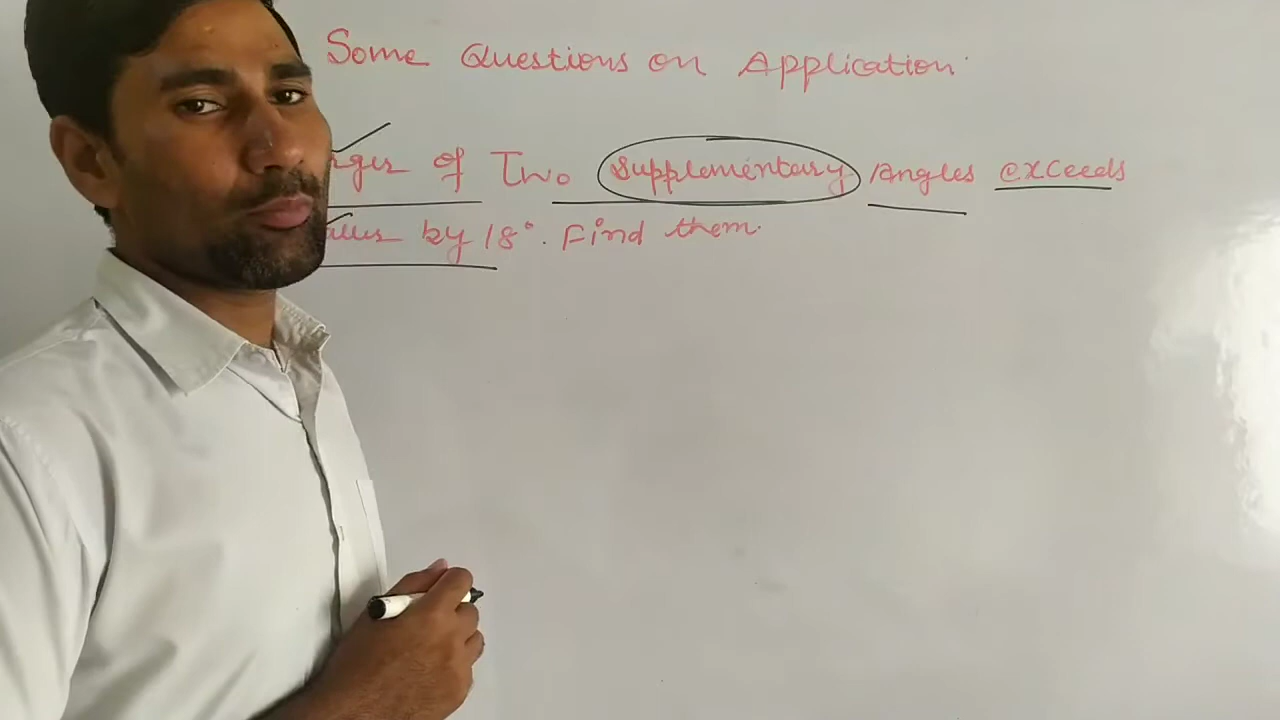 Some Questions on Application.
of Two Supplementary Angles exceeds
by 18°. Find them.